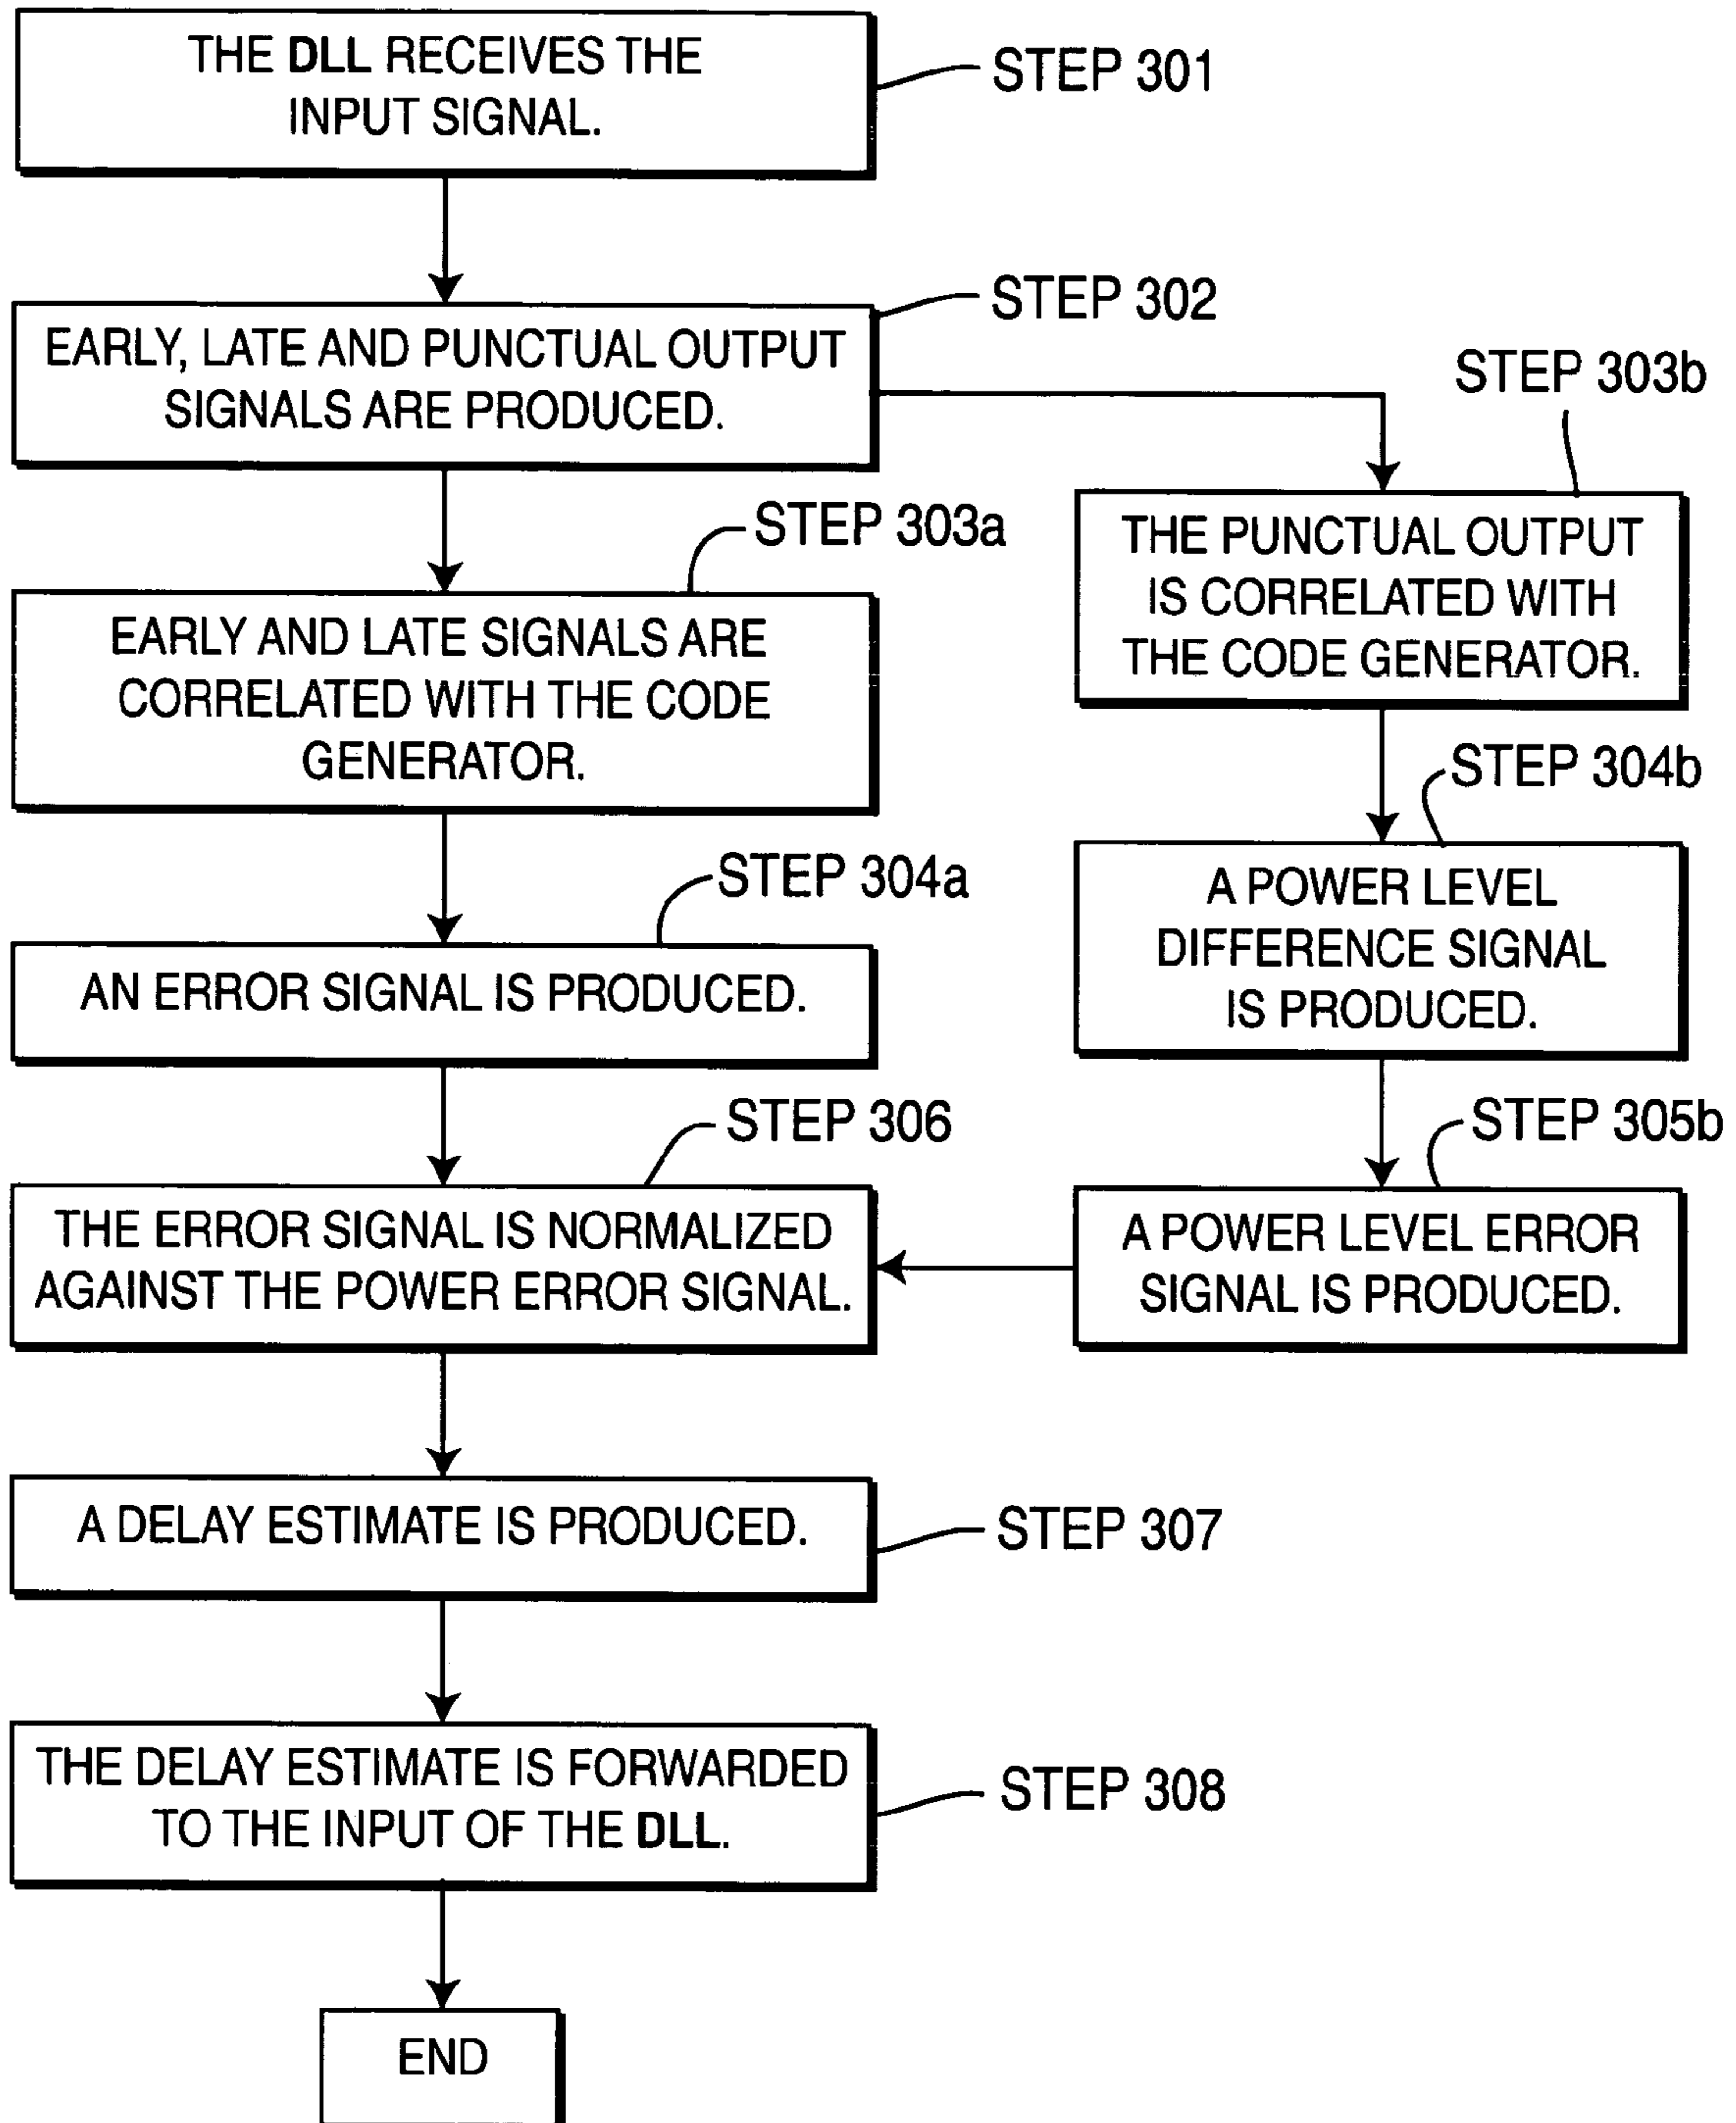 THE DLL RECEIVES THE
INPUT SIGNAL.
STEP 301
EARLY, LATE AND PUNCTUAL OUTPUT
SIGNALS ARE PRODUCED.
STEP 302
STEP 303b
THE PUNCTUAL OUTPUT
IS CORRELATED WITH
THE CODE GENERATOR.
STEP 303a
EARLY AND LATE SIGNALS ARE
CORRELATED WITH THE CODE
GENERATOR.
STEP 304b
A POWER LEVEL
DIFFERENCE SIGNAL
IS PRODUCED.
STEP 304a
AN ERROR SIGNAL IS PRODUCED.
STEP 305b
A POWER LEVEL ERROR
SIGNAL IS PRODUCED.
STEP 306
THE ERROR SIGNAL IS NORMALIZED
AGAINST THE POWER ERROR SIGNAL.
A DELAY ESTIMATE IS PRODUCED.
STEP 307
THE DELAY ESTIMATE IS FORWARDED
TO THE INPUT OF THE DLL.
STEP 308
END